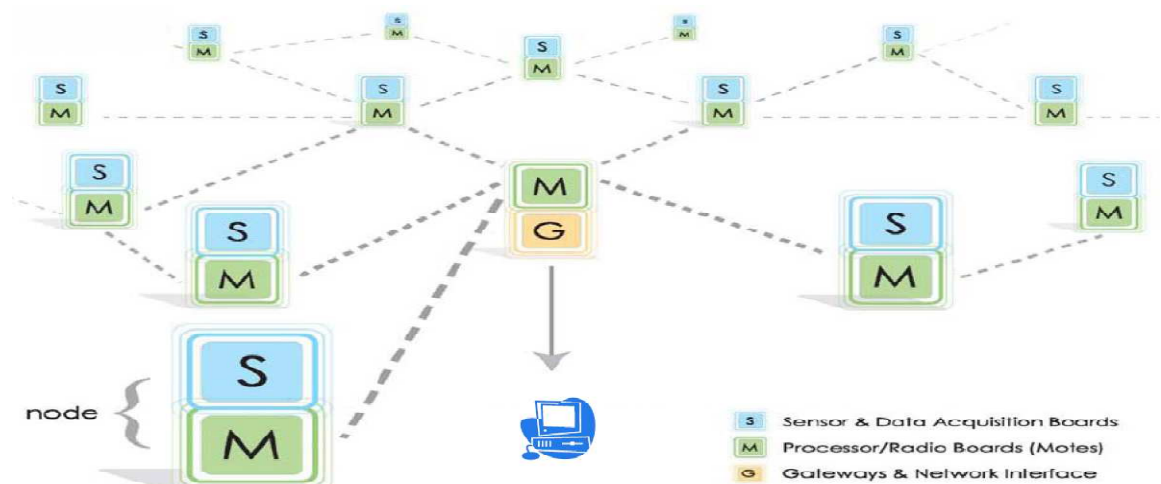 S
M
S
M
S
M
S
M
S
M
S
M
S
M
S
M
S
M
S
M
M
G
S
M
S
M
S
M
S
M
node
S
M
S Sensor & Data Acquisition Boards
M Processor/Radio Boards (Motes)
G Gateways & Network Interface